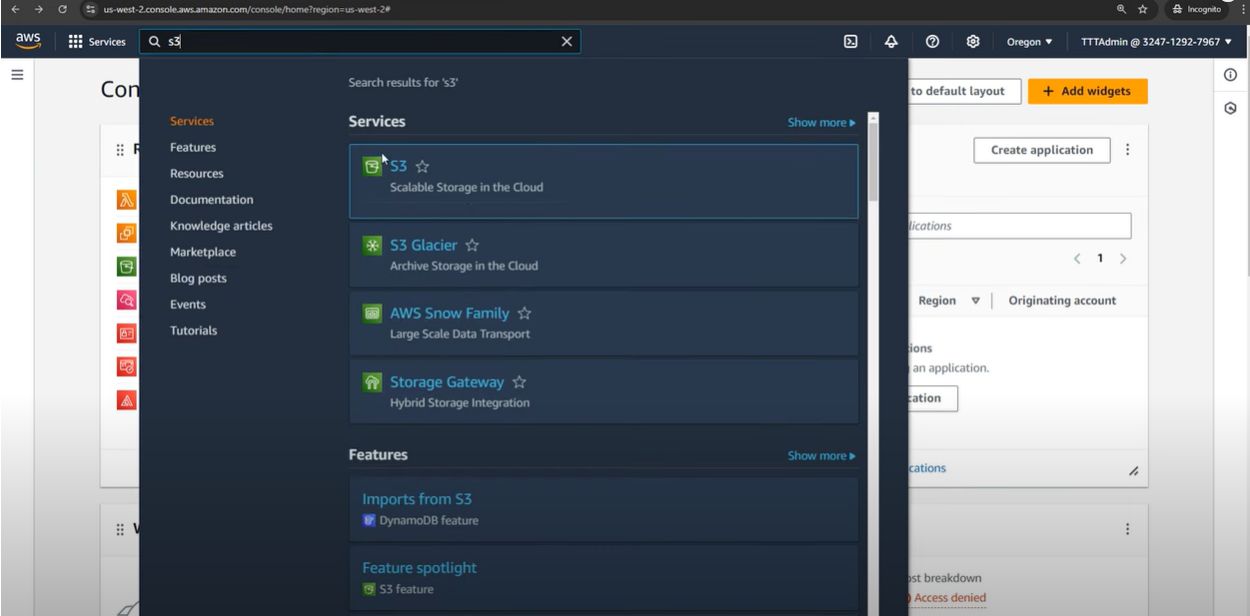 us-west-2.console.aws.amazon.com/console/home?region=us-west-2#
Incognito
aws
Services
s3
Oregon ▼
TTTAdmin @ 3247-1292-7967 ▼
Con
to default layout
+ Add widgets
Search results for 's3'
Services
Features
Resources
Documentation
Knowledge articles
Marketplace
Blog posts
Events
Tutorials
Services
Show more ▶
S3
Scalable Storage in the Cloud
S3 Glacier
Archive Storage in the Cloud
AWS Snow Family
Large Scale Data Transport
Storage Gateway
Hybrid Storage Integration
Features
Show more ▶
Imports from S3
DynamoDB feature
Feature spotlight
S3 feature
Create application
lications
1
Region
Originating account
ions
an application.
cation
cations
ost breakdown
Access denied